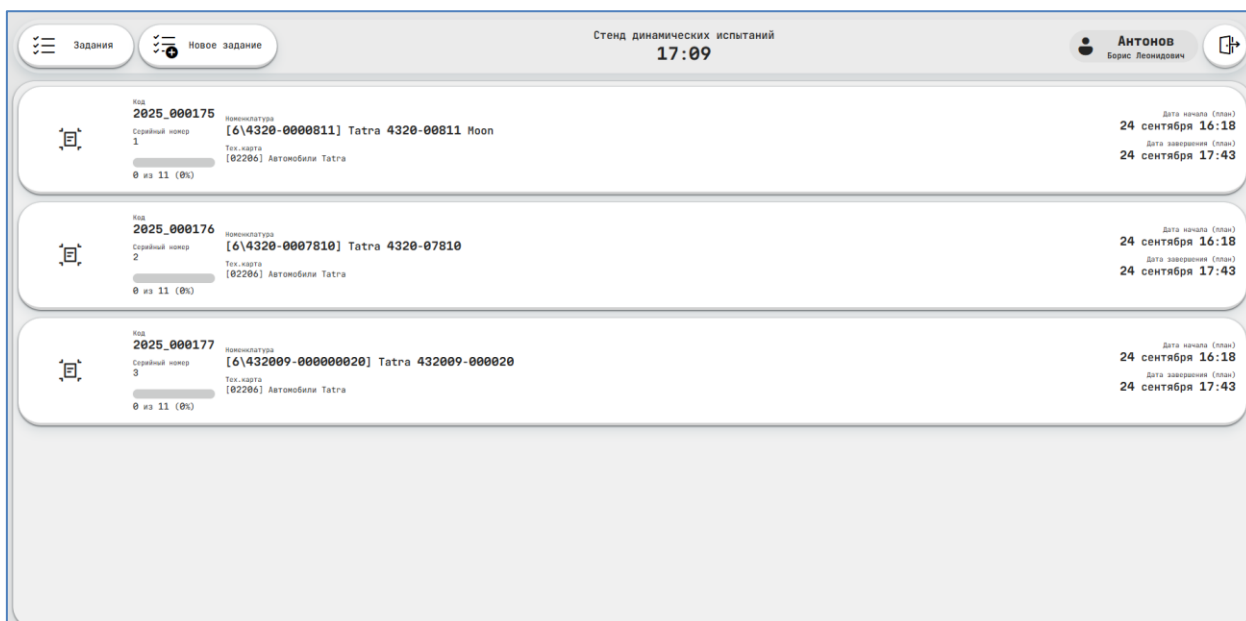 Задания
Новое задание
Стенд динамических испытаний
17:09
Антонов
Борис Леонидович
Код
2025_000175
Серийный номер
1
0 из 11 (0%)
Номенклатура
[6\4320-0000811] Tatra 4320-00811 Moon
Тех.карта
[02206] Автомобили Tatra
Дата начала (план)
24 сентября 16:18
Дата завершения (план)
24 сентября 17:43
Код
2025_000176
Серийный номер
2
0 из 11 (0%)
Номенклатура
[6\4320-0007810] Tatra 4320-07810
Тех.карта
[02206] Автомобили Tatra
Дата начала (план)
24 сентября 16:18
Дата завершения (план)
24 сентября 17:43
Код
2025_000177
Серийный номер
3
0 из 11 (0%)
Номенклатура
[6\432009-000000020] Tatra 432009-000020
Тех.карта
[02206] Автомобили Tatra
Дата начала (план)
24 сентября 16:18
Дата завершения (план)
24 сентября 17:43